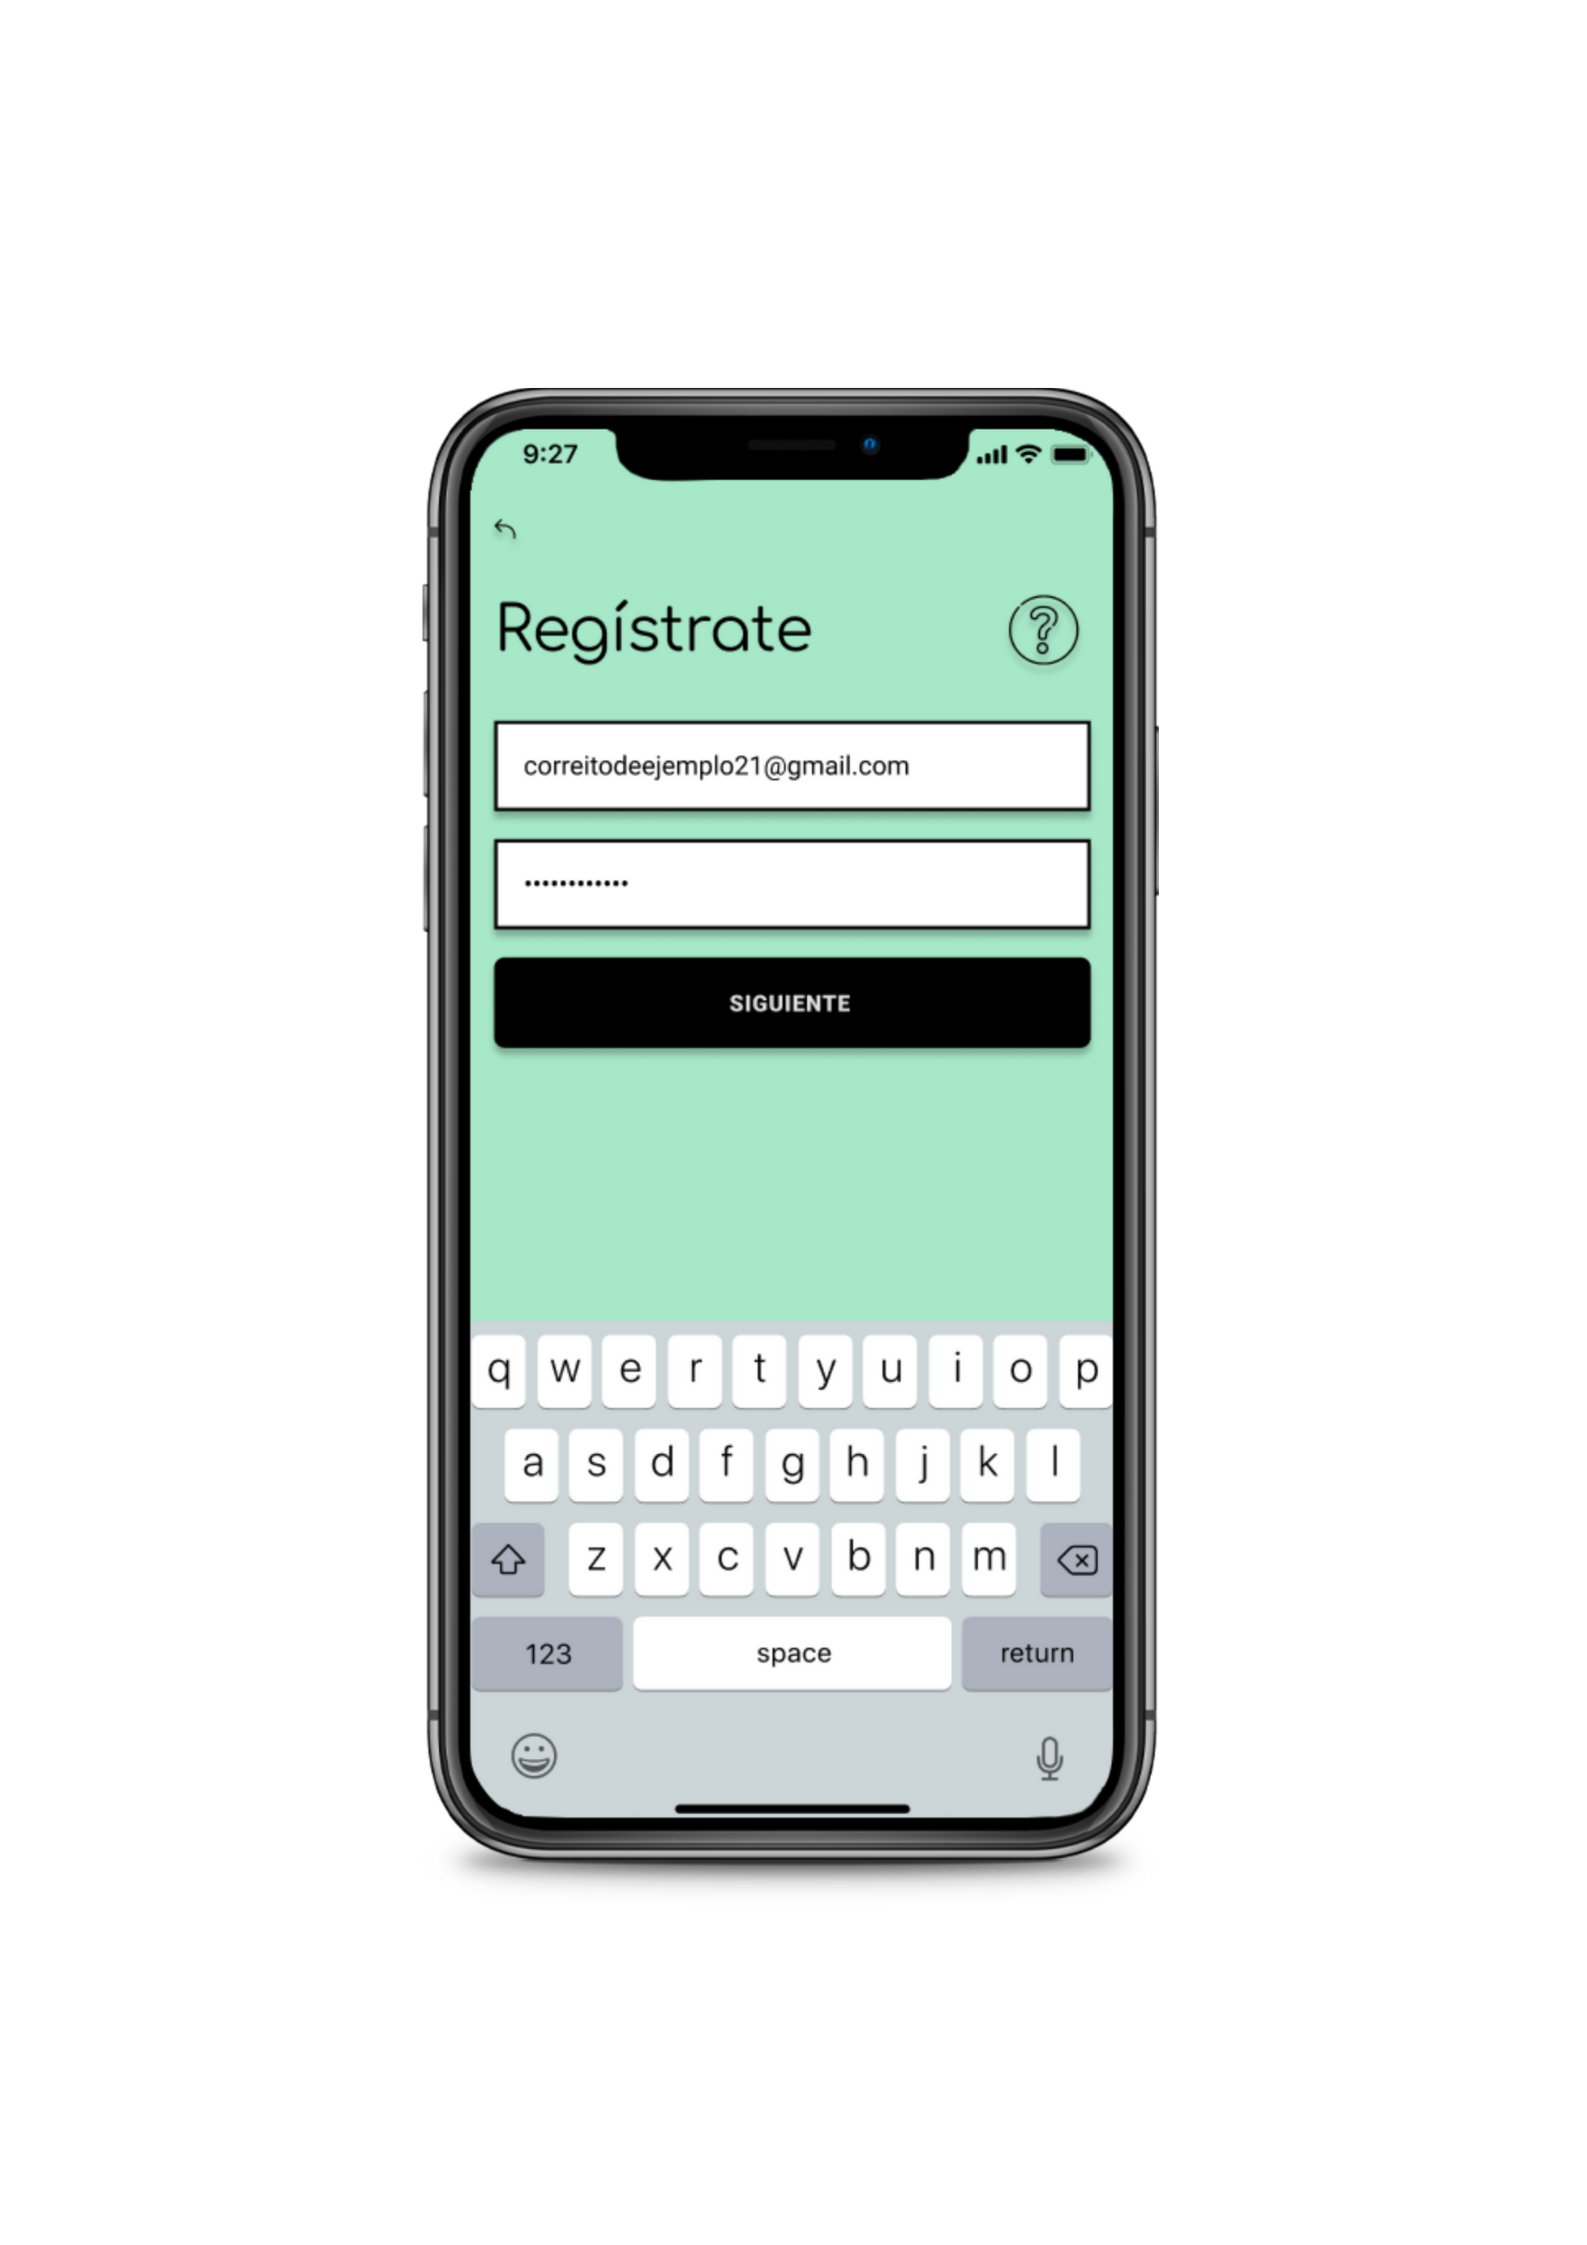 9:27
Regístrate
?
correitodeejemplo21@gmail.com
••••••••••••
SIGUIENTE
q w e r t y u i o p
a s d f g h j k l
z x c v b n m
123 space return